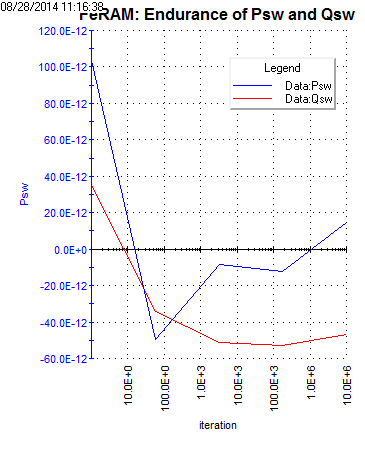 08/28/2014 11:16:38
FeRAM: Endurance of Psw and Qsw
120.0E-12
100.0E-12
80.0E-12
60.0E-12
40.0E-12
20.0E-12
0.0E+0
-20.0E-12
-40.0E-12
-60.0E-12
Psw
Legend
Data:Psw
Data:Qsw
10.0E+0
100.0E+0
1.0E+3
10.0E+3
100.0E+3
1.0E+6
10.0E+6
iteration